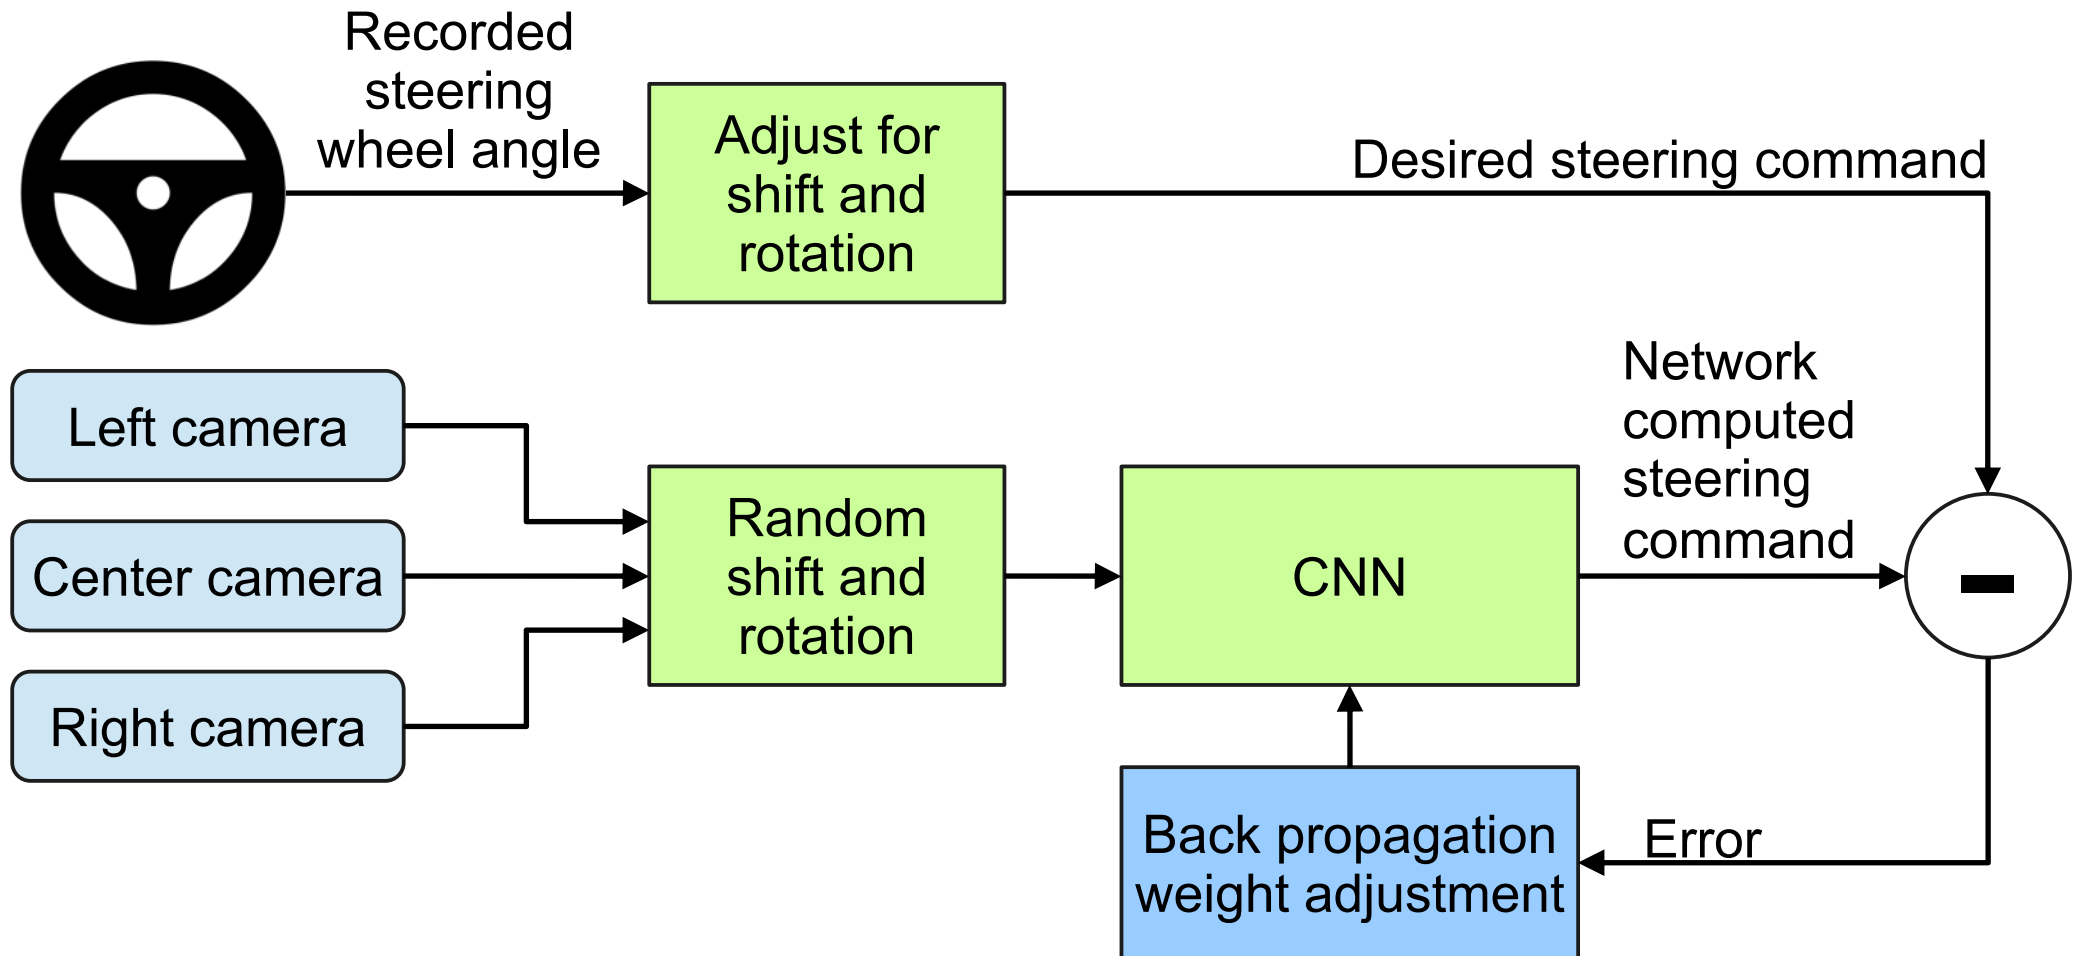 Recorded
steering
wheel angle
Adjust for
shift and
rotation
Desired steering command
Left camera
Center camera
Right camera
Random
shift and
rotation
CNN
Network
computed
steering
command
-
Back propagation
weight adjustment
Error